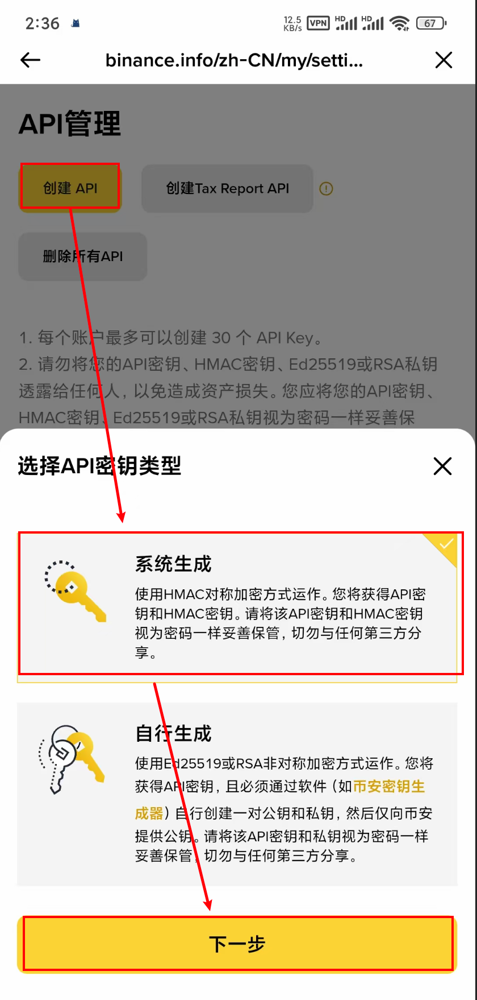 2:36
12.5 KB/s VPN HD HD 67
binance.info/zh-CN/my/setti...
API管理
创建 API
创建Tax Report API
删除所有API
1. 每个账户最多可以创建 30 个 API Key。
2. 请勿将您的API密钥、HMAC密钥、Ed25519或RSA私钥
透露给任何人，以免造成资产损失。您应将您的API密钥、
HMAC密钥、Ed25519或RSA私钥视为密码一样妥善保
选择API密钥类型
系统生成
使用HMAC对称加密方式运作。您将获得API密
钥和HMAC密钥。请将该API密钥和HMAC密钥
视为密码一样妥善保管，切勿与任何第三方分
享。
自行生成
使用Ed25519或RSA非对称加密方式运作。您将
获得API密钥，且必须通过软件（如币安密钥生
成器）自行创建一对公钥和私钥，然后仅向币安
提供公钥。请将该API密钥和私钥视为密码一样
妥善保管，切勿与任何第三方分享。
下一步